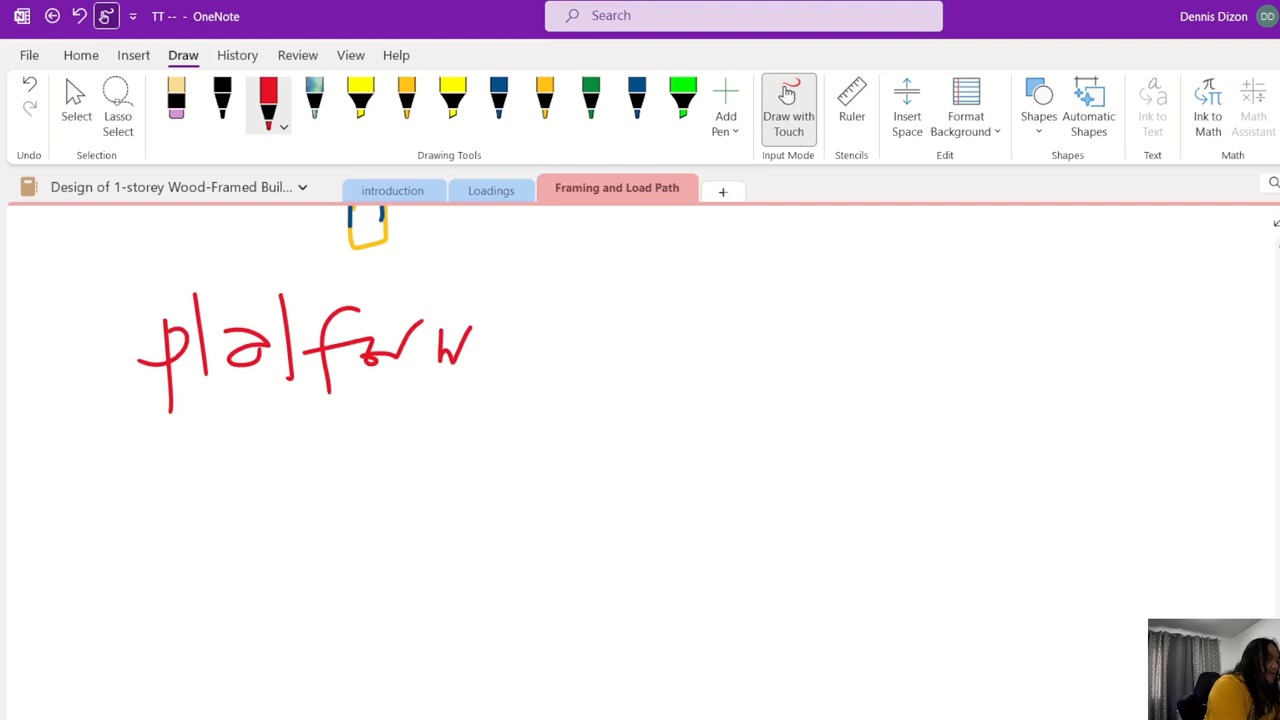 TT -- - OneNote
Search
Dennis Dizon
DD
File Home Insert Draw History Review View Help
Undo
Select
Lasso Select
Selection
Drawing Tools
Add Pen
Draw with Touch
Input Mode
Ruler
Stencils
Insert Space
Format Background
Edit
Shapes
Automatic Shapes
Shapes
Ink to Text
Text
Ink to Math
Math Assistant
Math
Design of 1-storey Wood-Framed Buil...
introduction
Loadings
Framing and Load Path
+